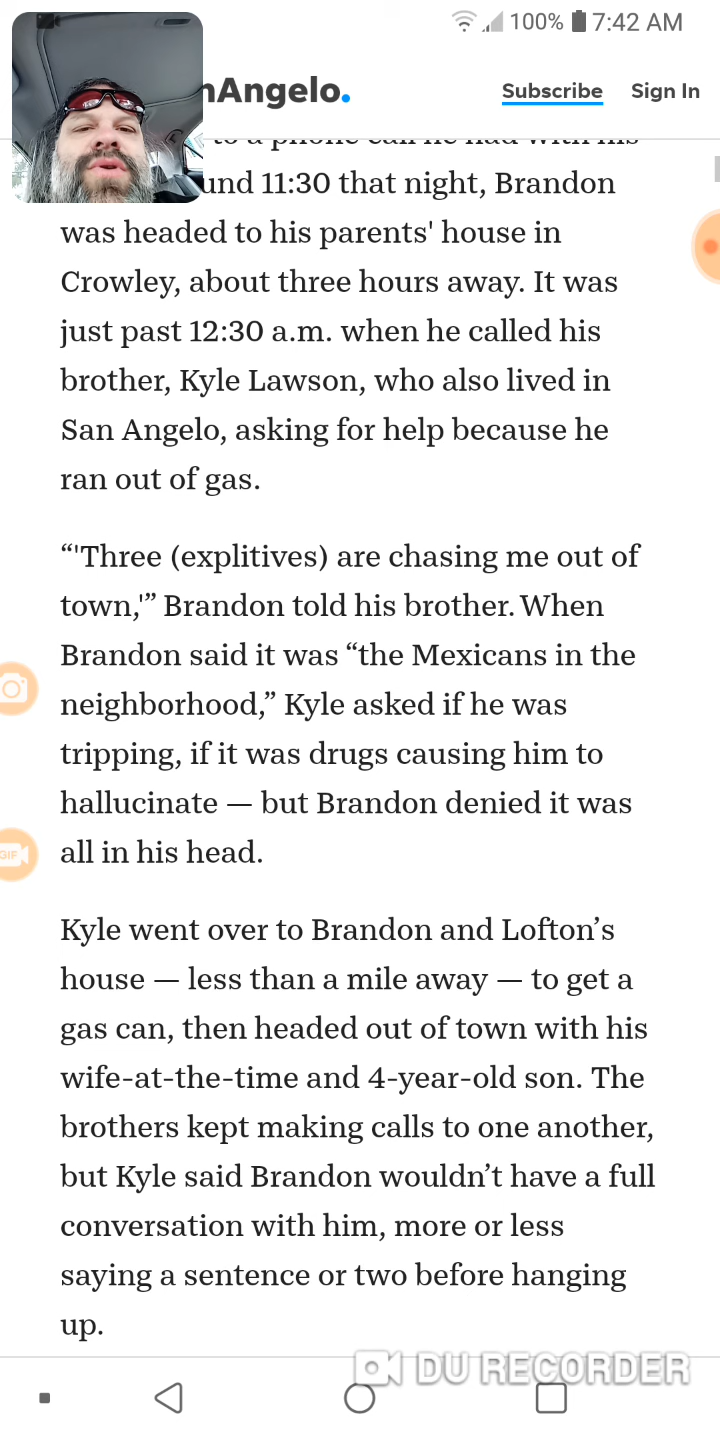 100% 7:42 AM
nAngelo.
Subscribe
Sign In
to a phone call he had with his
und 11:30 that night, Brandon
was headed to his parents' house in
Crowley, about three hours away. It was
just past 12:30 a.m. when he called his
brother, Kyle Lawson, who also lived in
San Angelo, asking for help because he
ran out of gas.
“'Three (explitives) are chasing me out of
town,'” Brandon told his brother. When
Brandon said it was “the Mexicans in the
neighborhood,” Kyle asked if he was
tripping, if it was drugs causing him to
hallucinate — but Brandon denied it was
all in his head.
GIF
Kyle went over to Brandon and Lofton’s
house — less than a mile away — to get a
gas can, then headed out of town with his
wife-at-the-time and 4-year-old son. The
brothers kept making calls to one another,
but Kyle said Brandon wouldn’t have a full
conversation with him, more or less
saying a sentence or two before hanging
up.
DU RECORDER